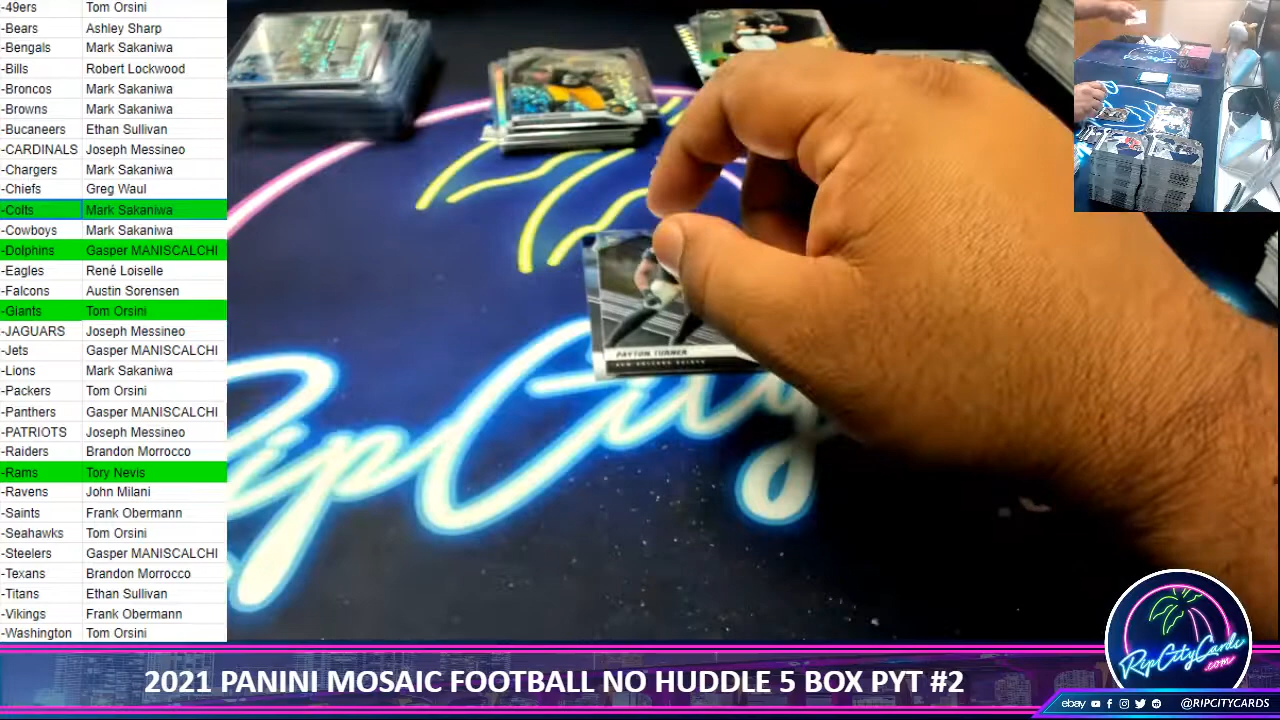 -49ers Tom Orsini
-Bears Ashley Sharp
-Bengals Mark Sakaniwa
-Bills Robert Lockwood
-Broncos Mark Sakaniwa
-Browns Mark Sakaniwa
-Bucaneers Ethan Sullivan
-CARDINALS Joseph Messineo
-Chargers Mark Sakaniwa
-Chiefs Greg Waul
-Colts Mark Sakaniwa
-Cowboys Mark Sakaniwa
-Dolphins Gasper MANISCALCHI
-Eagles René Loiselle
-Falcons Austin Sorensen
-Giants Tom Orsini
-JAGUARS Joseph Messineo
-Jets Gasper MANISCALCHI
-Lions Mark Sakaniwa
-Packers Tom Orsini
-Panthers Gasper MANISCALCHI
-PATRIOTS Joseph Messineo
-Raiders Brandon Morrocco
-Rams Tory Nevis
-Ravens John Milani
-Saints Frank Obermann
-Seahawks Tom Orsini
-Steelers Gasper MANISCALCHI
-Texans Brandon Morrocco
-Titans Ethan Sullivan
-Vikings Frank Obermann
-Washington Tom Orsini
PAYTON TURNER
NEW ORLEANS SAINTS
RipCity
RipCityCards
.com
2021 PANINI MOSAIC FOOTBALL NO HUDDLE 5 BOX PYT #2
ebay @RIPCITYCARDS